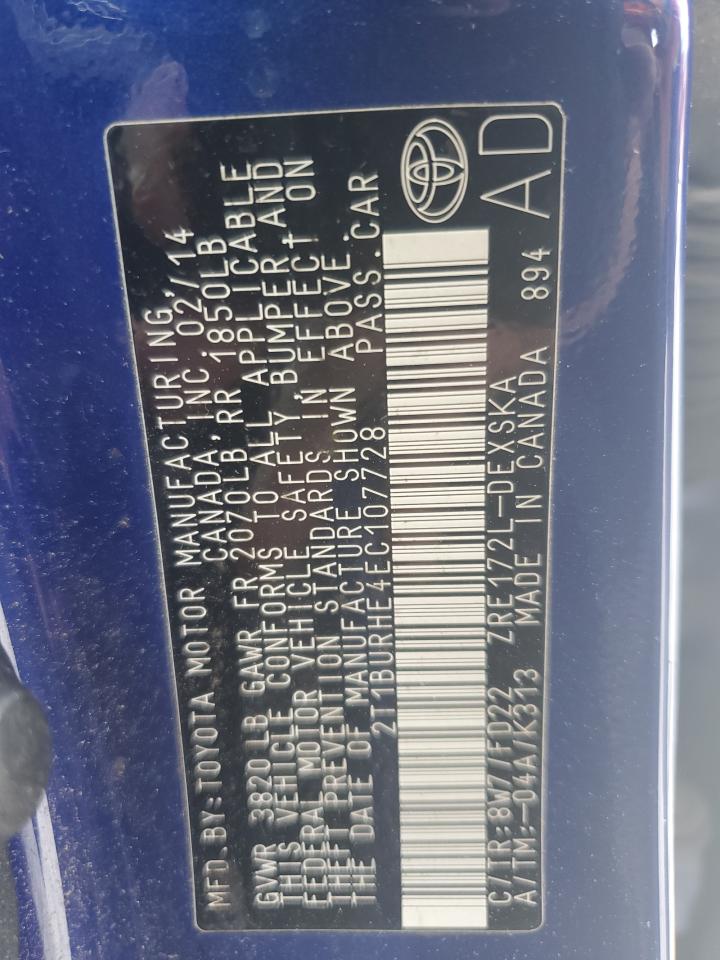 MFD.BY:TOYOTA MOTOR MANUFACTURING,
CANADA, INC. 02/14
GVWR 3820 LB GAWR FR 2070LB,RR 1850LB
THIS VEHICLE CONFORMS TO ALL APPLICABLE
FEDERAL MOTOR VEHICLE SAFETY, BUMPER AND
THEFT PREVENTION STANDARDS IN EFFECT ON
THE DATE OF MANUFACTURE SHOWN ABOVE.
2T1BURHE4EC107728 PASS.CAR
C/TR:8W7/FD22 ZRE172L-DEXSKA
A/TM:-04A/K313 MADE IN CANADA 894
AD